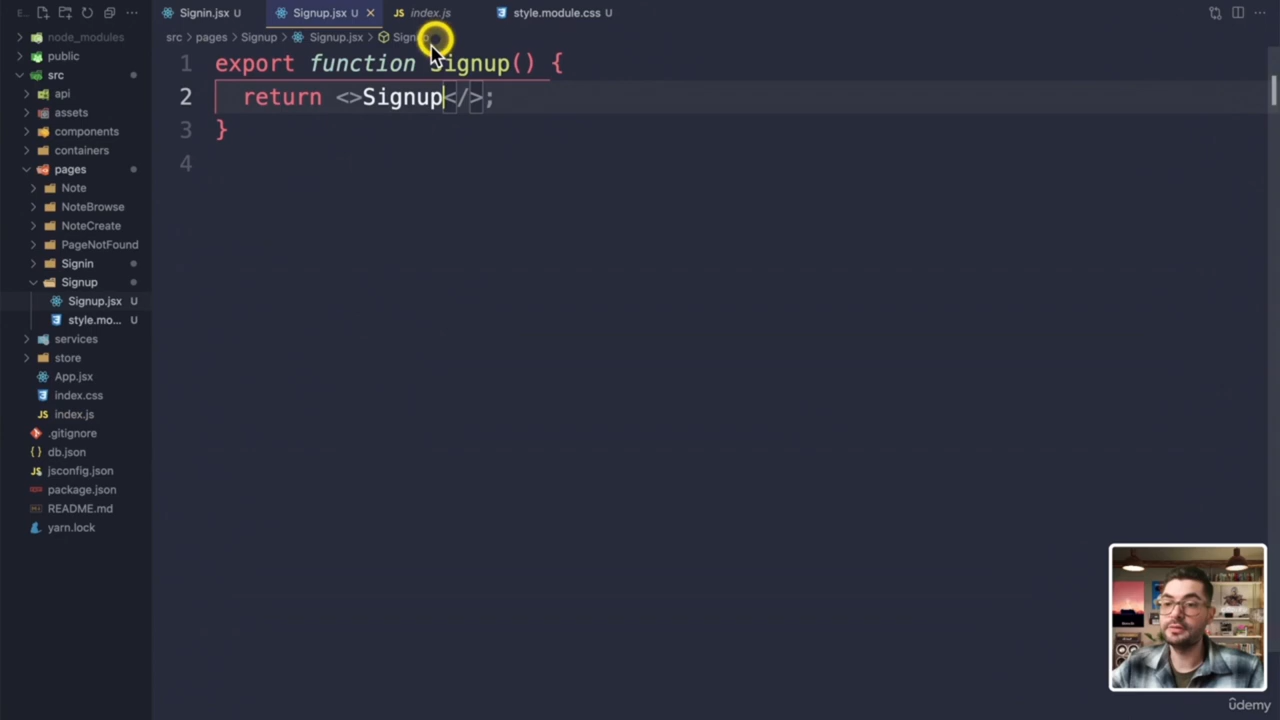 E...
Signin.jsx U
Signup.jsx U
JS index.js
style.module.css U
src > pages > Signup > Signup.jsx >
node_modules
public
src
api
assets
components
containers
pages
Note
NoteBrowse
NoteCreate
PageNotFound
Signin
Signup
Signup.jsx U
style.mo... U
services
store
App.jsx
index.css
JS index.js
.gitignore
db.json
JS jsconfig.json
package.json
README.md
yarn.lock
1 export function Signup() {
2 return <>Signup</>;
3 }
4
udemy